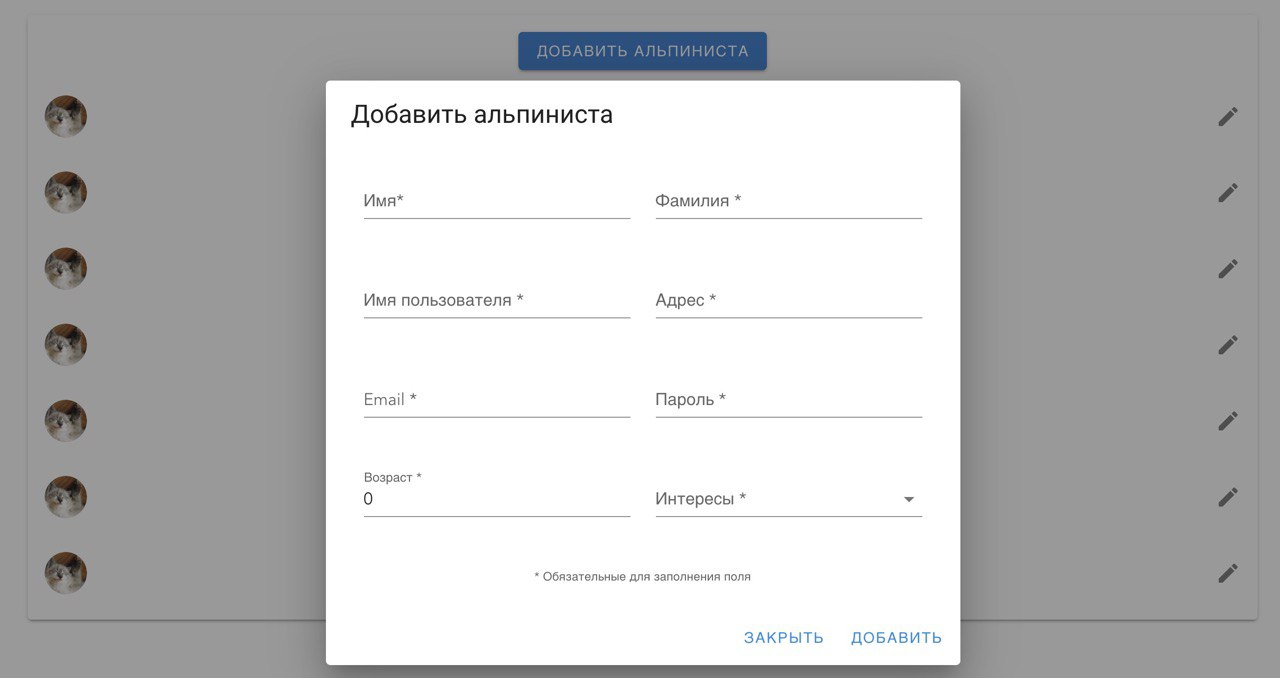 ДОБАВИТЬ АЛЬПИНИСТА
Добавить альпиниста
Имя*
Фамилия *
Имя пользователя *
Адрес *
Email *
Пароль *
Возраст *
0
Интересы *
* Обязательные для заполнения поля
ЗАКРЫТЬ
ДОБАВИТЬ